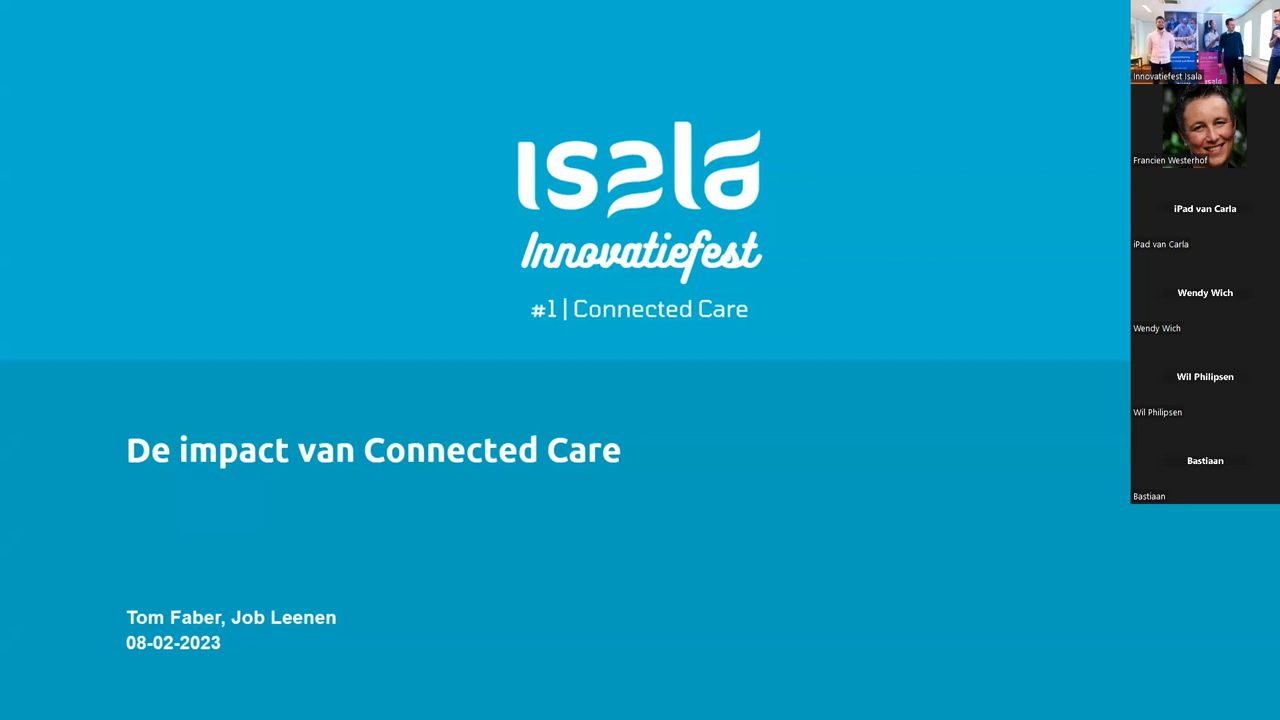 isala
Innovatiefest
#1 | Connected Care
De impact van Connected Care
Tom Faber, Job Leenen
08-02-2023
Innovatiefest Isala
Francien Westerhof
iPad van Carla
iPad van Carla
Wendy Wich
Wendy Wich
Wil Philipsen
Wil Philipsen
Bastiaan
Bastiaan